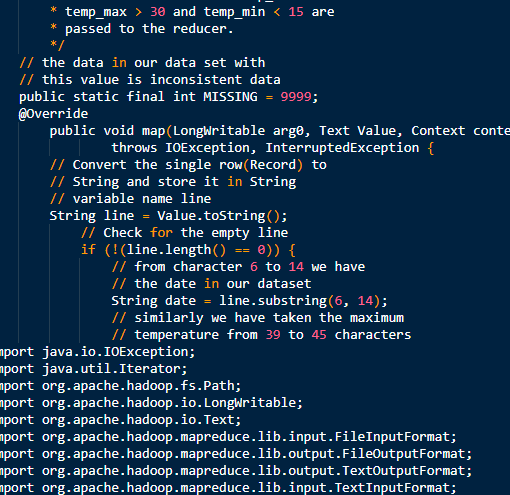 * temp_max > 30 and temp_min < 15 are
* passed to the reducer.
*/
// the data in our data set with
// this value is inconsistent data
public static final int MISSING = 9999;
@Override
public void map(LongWritable arg0, Text Value, Context conte
throws IOException, InterruptedException {
// Convert the single row(Record) to
// String and store it in String
// variable name line
String line = Value.toString();
// Check for the empty line
if (!(line.length() == 0)) {
// from character 6 to 14 we have
// the date in our dataset
String date = line.substring(6, 14);
// similarly we have taken the maximum
// temperature from 39 to 45 characters
mport java.io.IOException;
mport java.util.Iterator;
mport org.apache.hadoop.fs.Path;
mport org.apache.hadoop.io.LongWritable;
mport org.apache.hadoop.io.Text;
mport org.apache.hadoop.mapreduce.lib.input.FileInputFormat;
mport org.apache.hadoop.mapreduce.lib.output.FileOutputFormat;
mport org.apache.hadoop.mapreduce.lib.output.TextOutputFormat;
mport org.apache.hadoop.mapreduce.lib.input.TextInputFormat;